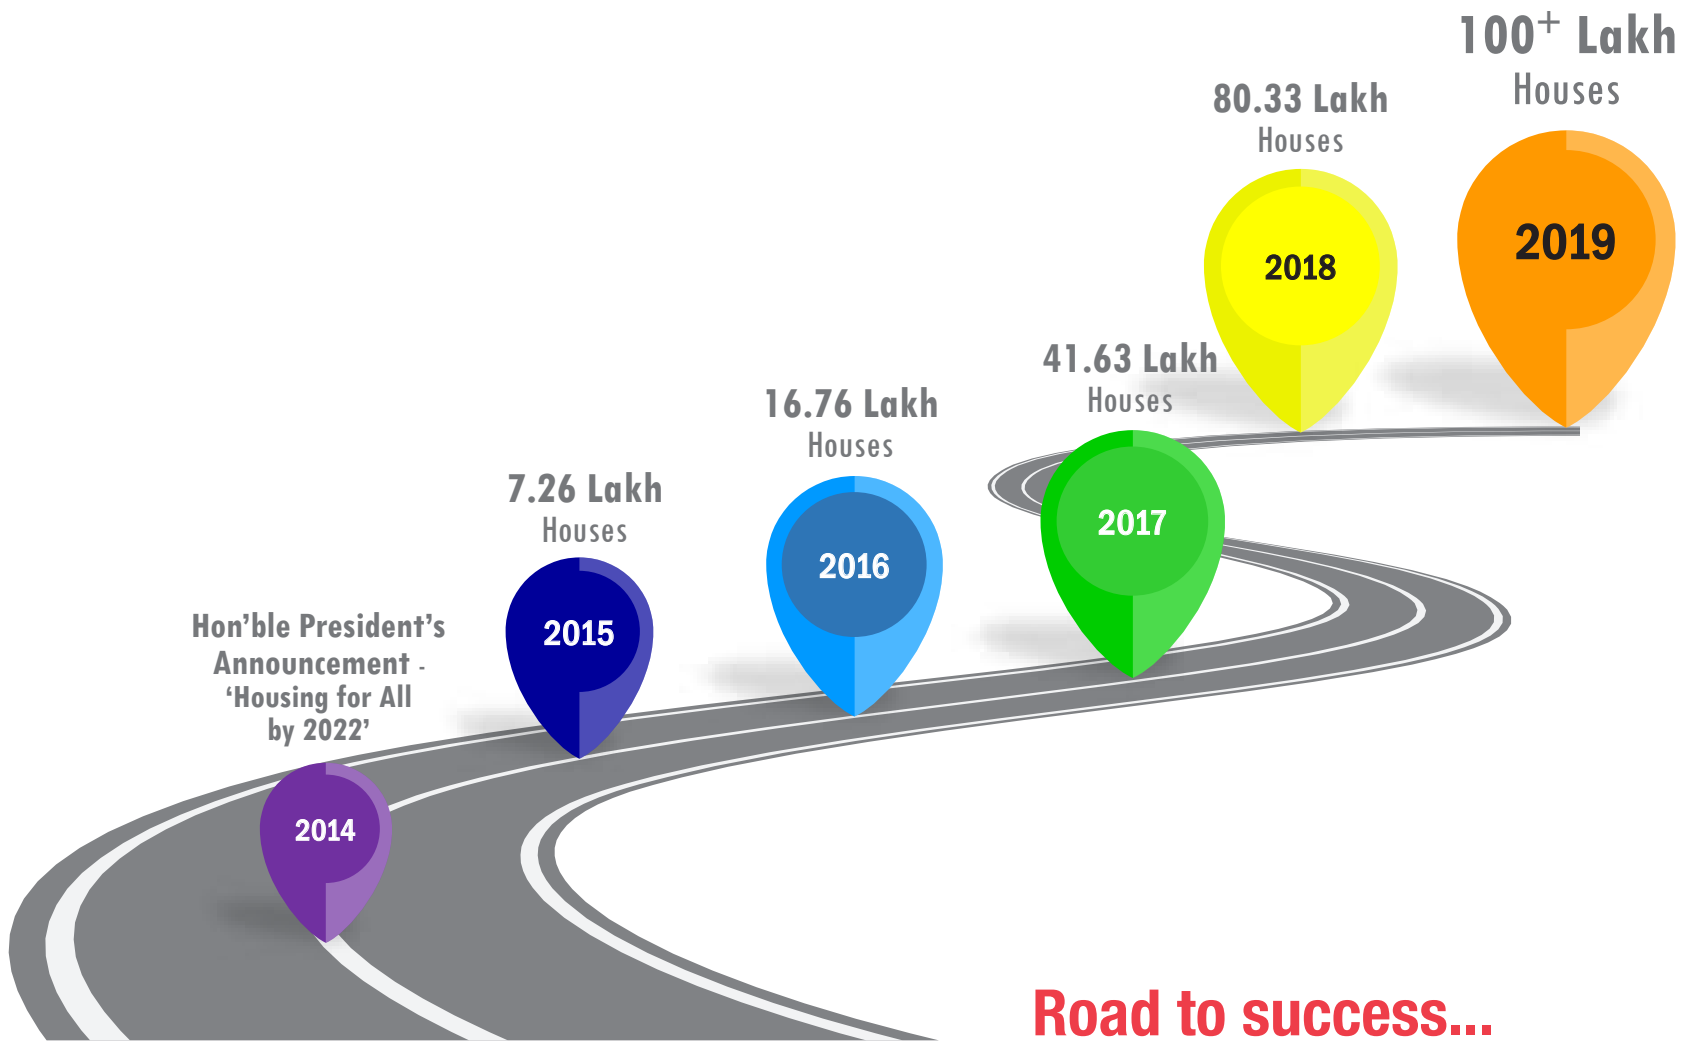 Hon'ble President's
Announcement -
‘Housing for All
by 2022’
2014
7.26 Lakh
Houses
2015
16.76 Lakh
Houses
2016
41.63 Lakh
Houses
2017
80.33 Lakh
Houses
2018
100+ Lakh
Houses
2019
Road to success...